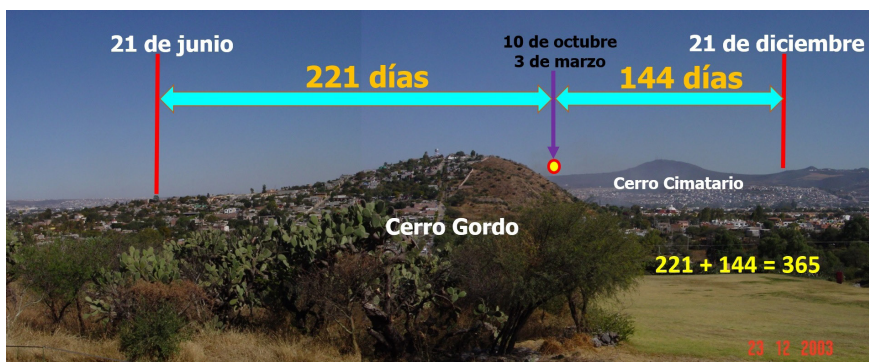 21 de junio
10 de octubre
3 de marzo
21 de diciembre
221 días
144 días
Cerro Cimatario
Cerro Gordo
221 + 144 = 365
25 12 2003